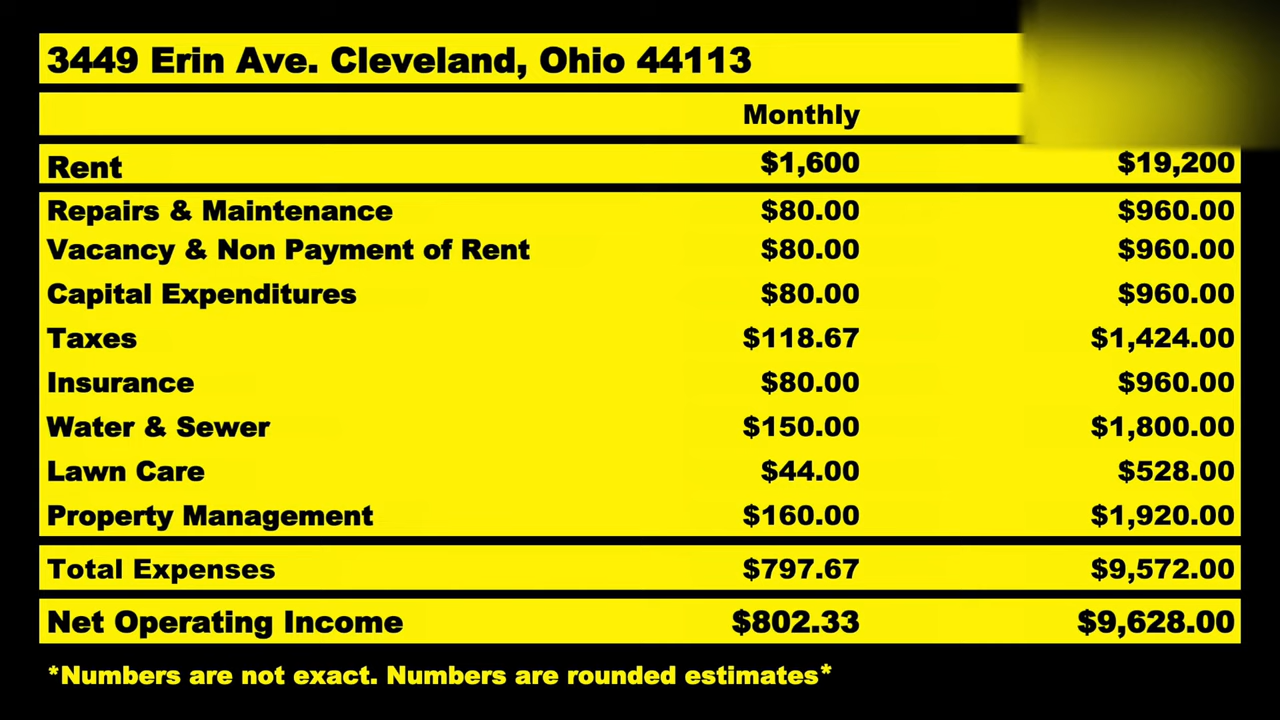 3449 Erin Ave. Cleveland, Ohio 44113
Monthly
Rent $1,600 $19,200
Repairs & Maintenance $80.00 $960.00
Vacancy & Non Payment of Rent $80.00 $960.00
Capital Expenditures $80.00 $960.00
Taxes $118.67 $1,424.00
Insurance $80.00 $960.00
Water & Sewer $150.00 $1,800.00
Lawn Care $44.00 $528.00
Property Management $160.00 $1,920.00
Total Expenses $797.67 $9,572.00
Net Operating Income $802.33 $9,628.00
*Numbers are not exact. Numbers are rounded estimates*